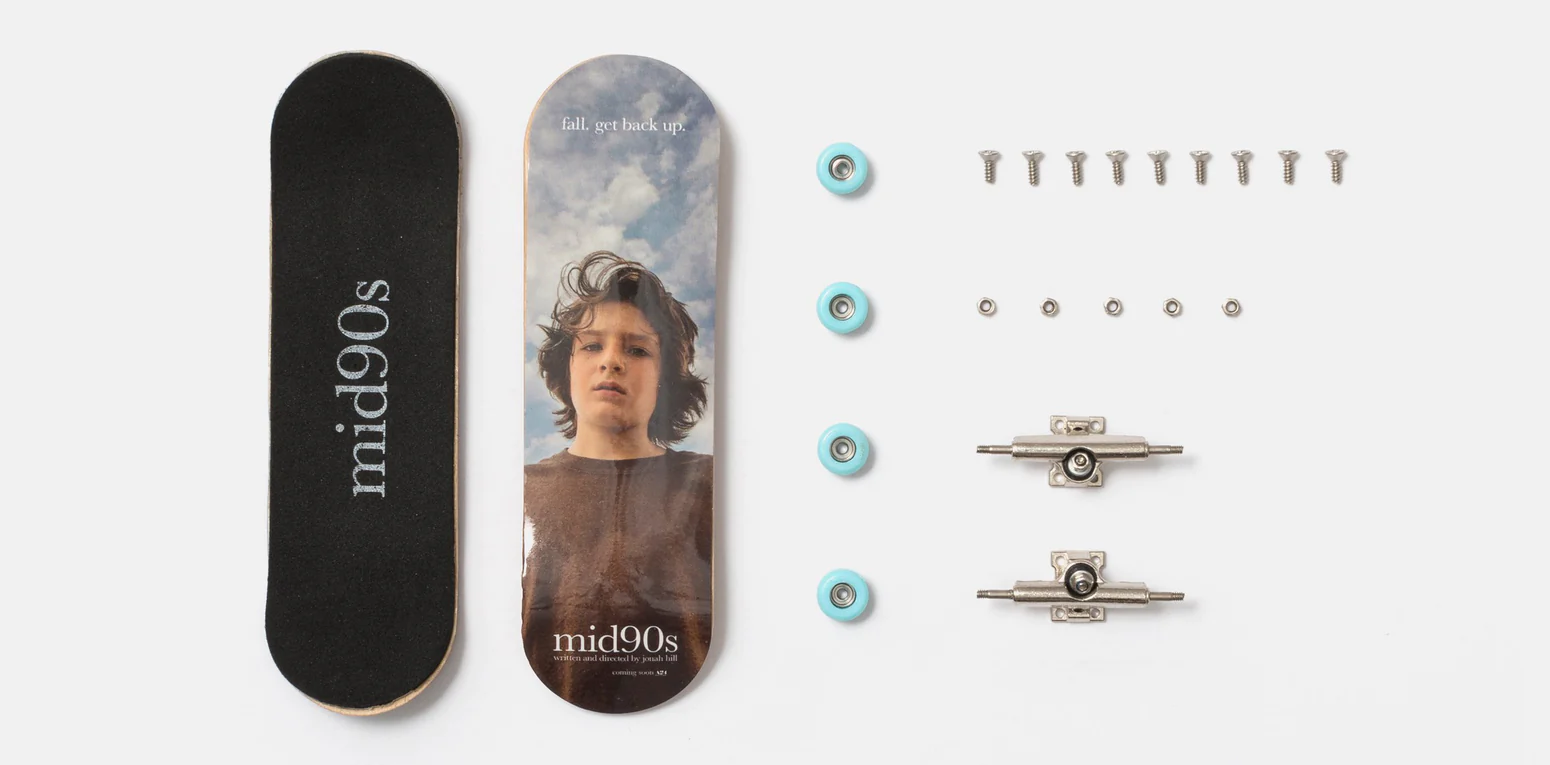 mid90s
fall. get back up.
mid90s
written and directed by jonah hill
coming soon A24